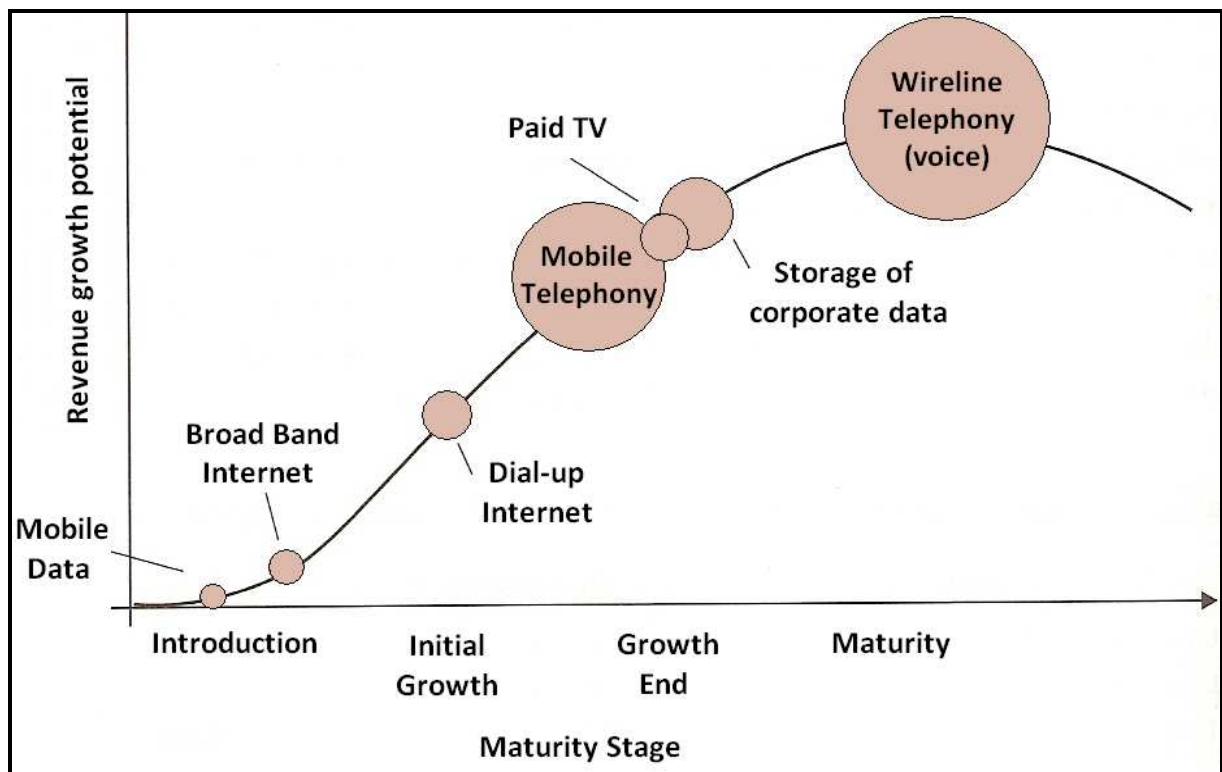 Revenue growth potential
Wireline
Telephony
(voice)
Paid TV
Mobile
Telephony
Storage of
corporate data
Broad Band
Internet
Dial-up
Internet
Mobile
Data
Introduction
Initial
Growth
Growth
End
Maturity
Maturity Stage